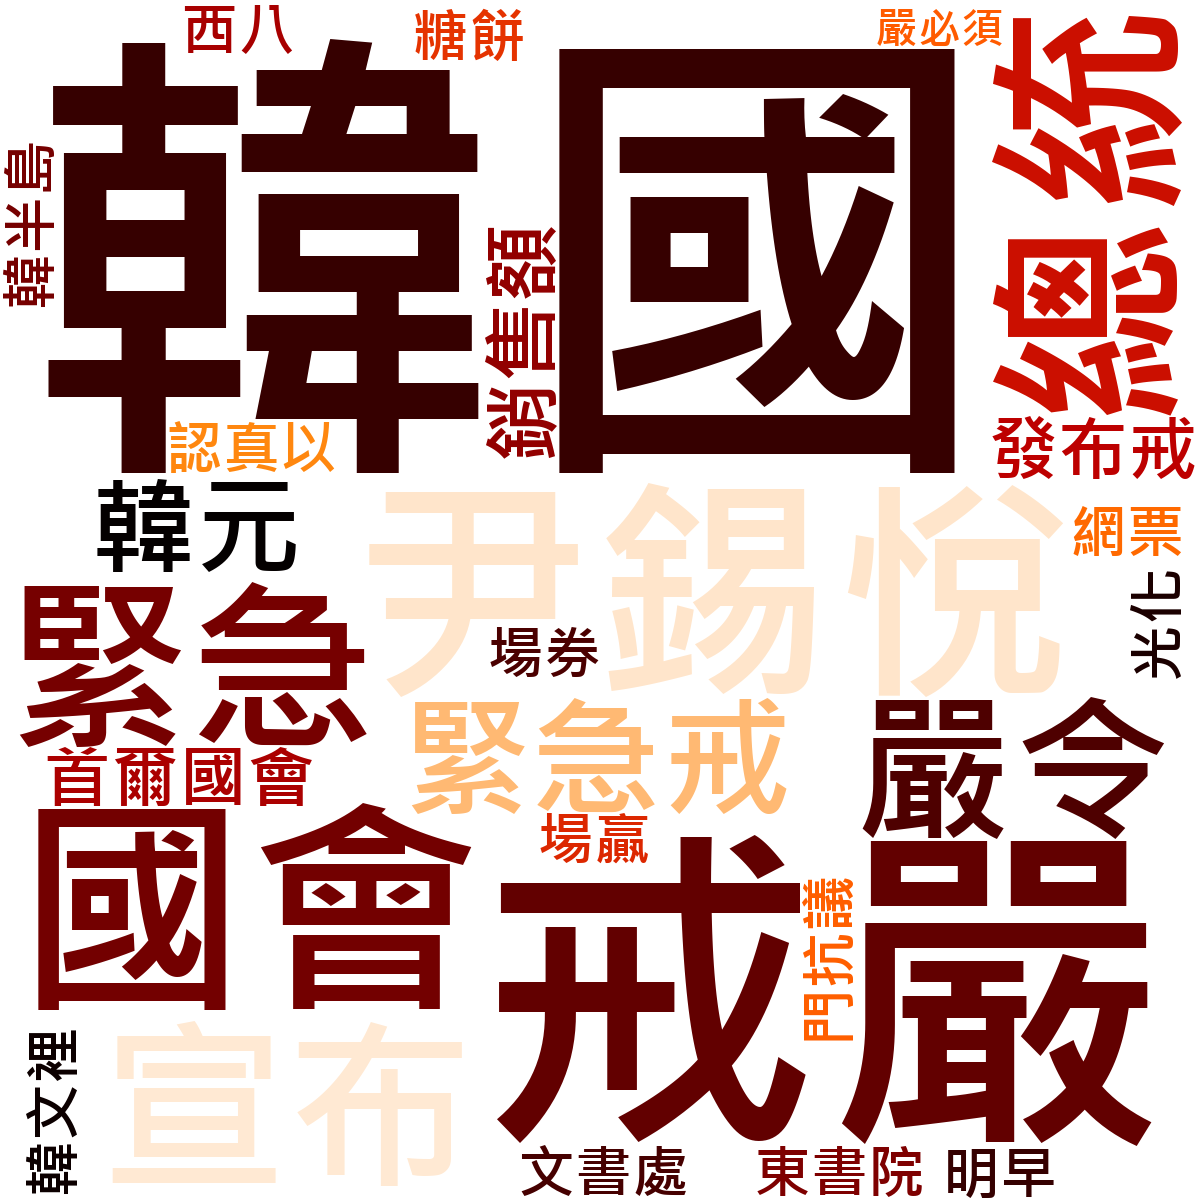 西八
糖餅
嚴必須
韓國
總統
韓半島
銷售額
認真以
發布戒
韓元
尹錫悅
網票
光化
緊急
場券
緊急戒
嚴令
首爾國會
國會
場贏
戒嚴
門抗議
宣布
韓文裡
文書處
東書院
明早